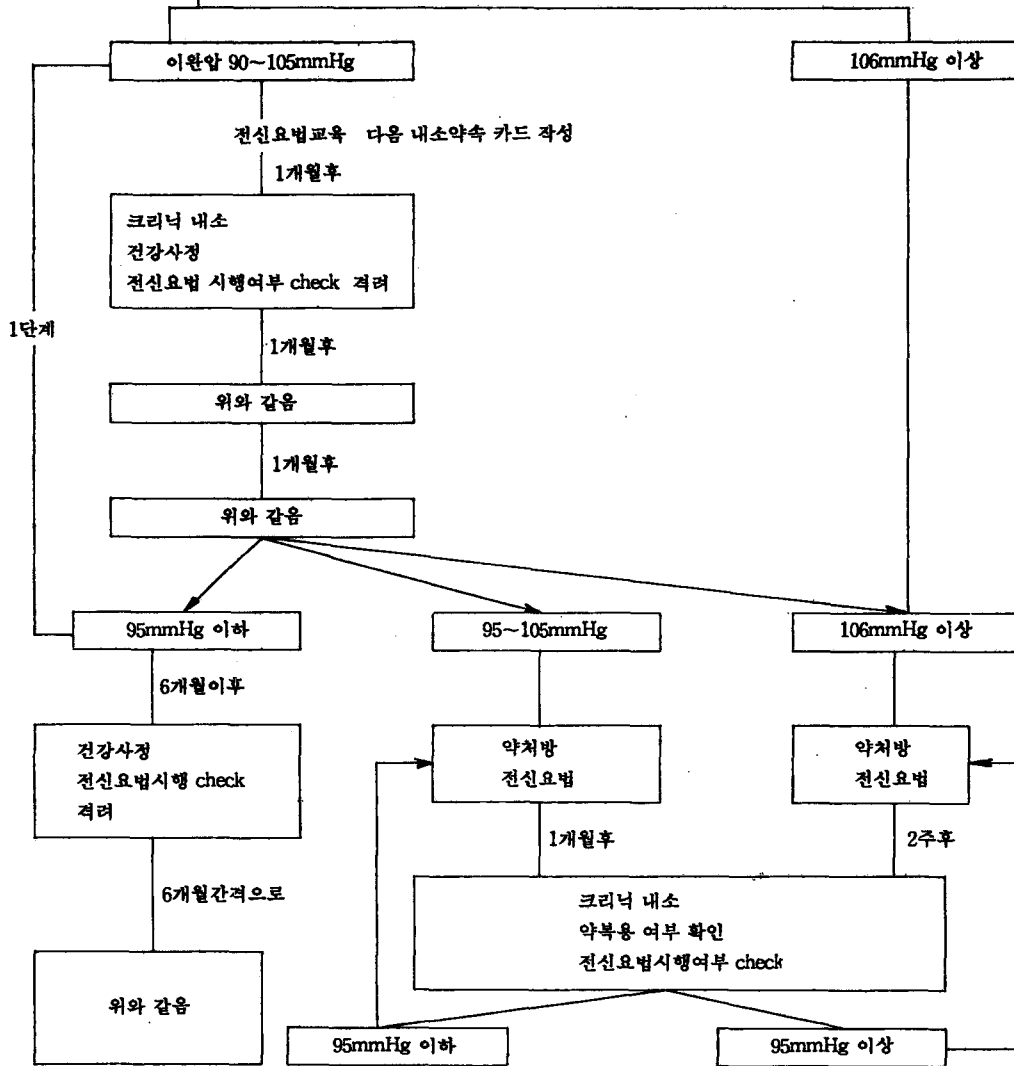 이완압 90~105mmHg
106mmHg 이상
전신요법교육 다음 내소약속 카드 작성
1개월후
크리닉 내소
건강사정
전신요법 시행여부 check 격려
1단계
1개월후
위와 같음
1개월후
위와 같음
95mmHg 이하
95~105mmHg
106mmHg 이상
6개월이후
건강사정
전신요법시행 check
격려
약처방
전신요법
약처방
전신요법
1개월후
2주후
6개월간격으로
크리닉 내소
약복용 여부 확인
전신요법시행여부 check
위와 같음
95mmHg 이하
95mmHg 이상